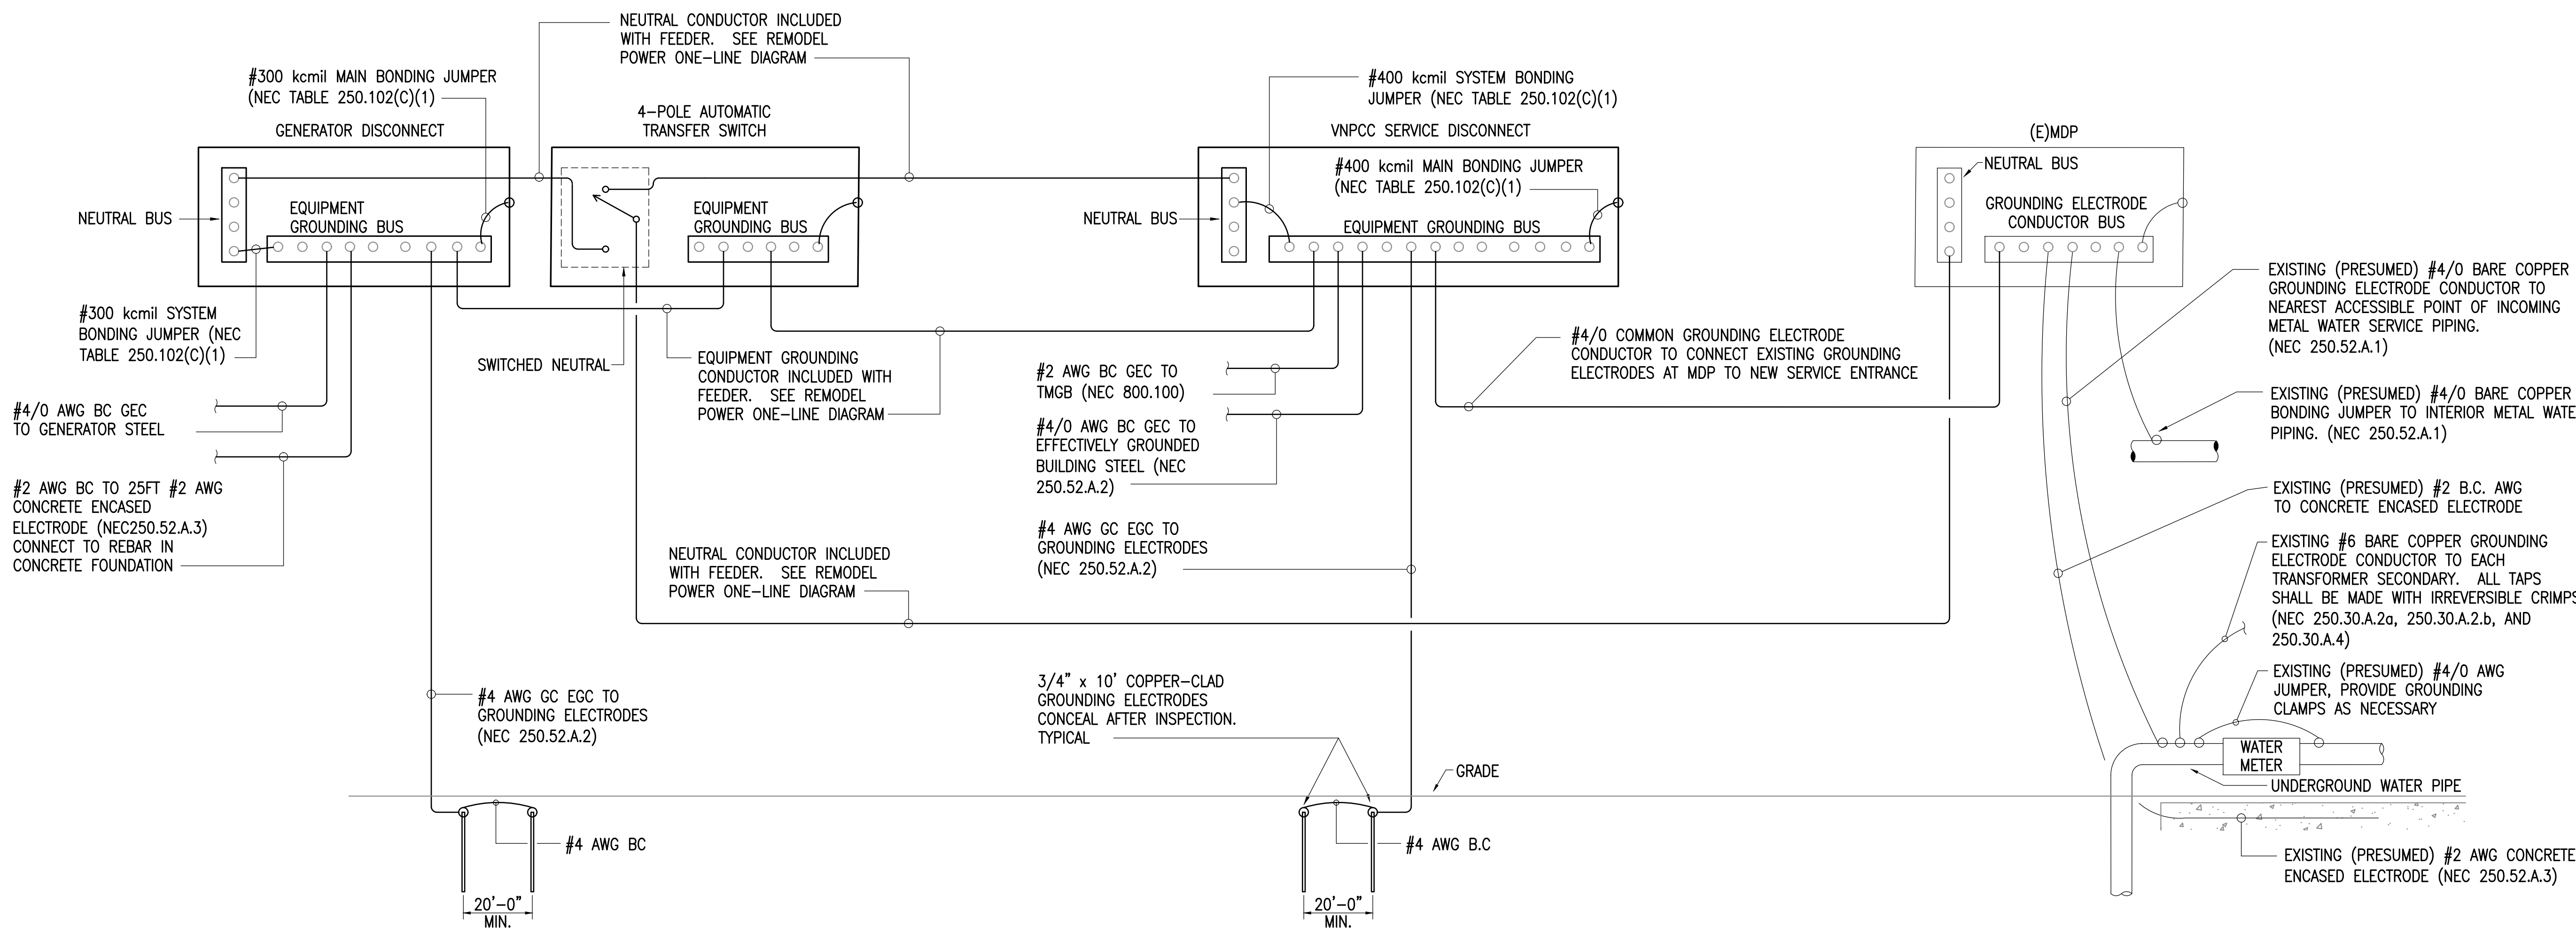 NEUTRAL CONDUCTOR INCLUDED
WITH FEEDER. SEE REMODEL
POWER ONE-LINE DIAGRAM
#300 kcmil MAIN BONDING JUMPER
(NEC TABLE 250.102(C)(1)
GENERATOR DISCONNECT
4-POLE AUTOMATIC
TRANSFER SWITCH
#400 kcmil SYSTEM BONDING
JUMPER (NEC TABLE 250.102(C)(1)
VNPCC SERVICE DISCONNECT
(E)MDP
NEUTRAL BUS
EQUIPMENT
GROUNDING BUS
EQUIPMENT
GROUNDING BUS
#400 kcmil MAIN BONDING JUMPER
(NEC TABLE 250.102(C)(1)
NEUTRAL BUS
EQUIPMENT GROUNDING BUS
NEUTRAL BUS
GROUNDING ELECTRODE
CONDUCTOR BUS
#300 kcmil SYSTEM
BONDING JUMPER (NEC
TABLE 250.102(C)(1)
SWITCHED NEUTRAL
EQUIPMENT GROUNDING
CONDUCTOR INCLUDED WITH
FEEDER. SEE REMODEL
POWER ONE-LINE DIAGRAM
#2 AWG BC GEC TO
TMGB (NEC 800.100)
#4/0 AWG BC GEC TO
EFFECTIVELY GROUNDED
BUILDING STEEL (NEC
250.52.A.2)
#4/0 COMMON GROUNDING ELECTRODE
CONDUCTOR TO CONNECT EXISTING GROUNDING
ELECTRODES AT MDP TO NEW SERVICE ENTRANCE
EXISTING (PRESUMED) #4/0 BARE COPPER
GROUNDING ELECTRODE CONDUCTOR TO
NEAREST ACCESSIBLE POINT OF INCOMING
METAL WATER SERVICE PIPING.
(NEC 250.52.A.1)
EXISTING (PRESUMED) #4/0 BARE COPPER
BONDING JUMPER TO INTERIOR METAL WATE
PIPING. (NEC 250.52.A.1)
#4/0 AWG BC GEC
TO GENERATOR STEEL
#2 AWG BC TO 25FT #2 AWG
CONCRETE ENCASED
ELECTRODE (NEC250.52.A.3)
CONNECT TO REBAR IN
CONCRETE FOUNDATION
#4 AWG GC EGC TO
GROUNDING ELECTRODES
(NEC 250.52.A.2)
NEUTRAL CONDUCTOR INCLUDED
WITH FEEDER. SEE REMODEL
POWER ONE-LINE DIAGRAM
EXISTING (PRESUMED) #2 B.C. AWG
TO CONCRETE ENCASED ELECTRODE
EXISTING #6 BARE COPPER GROUNDING
ELECTRODE CONDUCTOR TO EACH
TRANSFORMER SECONDARY. ALL TAPS
SHALL BE MADE WITH IRREVERSIBLE CRIMPS
(NEC 250.30.A.2a, 250.30.A.2.b, AND
250.30.A.4)
EXISTING (PRESUMED) #4/0 AWG
JUMPER, PROVIDE GROUNDING
CLAMPS AS NECESSARY
#4 AWG GC EGC TO
GROUNDING ELECTRODES
(NEC 250.52.A.2)
3/4" x 10' COPPER-CLAD
GROUNDING ELECTRODES
CONCEAL AFTER INSPECTION.
TYPICAL
GRADE
WATER
METER
UNDERGROUND WATER PIPE
#4 AWG BC
#4 AWG B.C
EXISTING (PRESUMED) #2 AWG CONCRETE
ENCASED ELECTRODE (NEC 250.52.A.3)
20'-0"
MIN.
20'-0"
MIN.